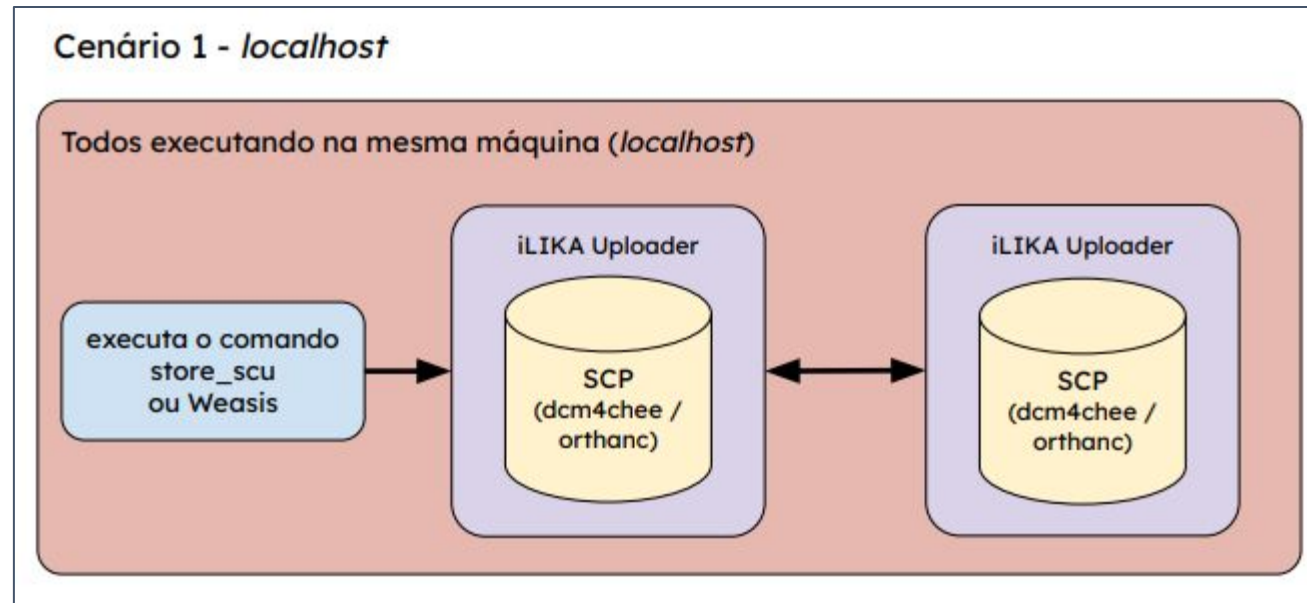 Cenário 1 - localhost
Todos executando na mesma máquina (localhost)
executa o comando
store_scu
ou Weasis
iLIKA Uploader
SCP
(dcm4chee /
orthanc)
iLIKA Uploader
SCP
(dcm4chee /
orthanc)